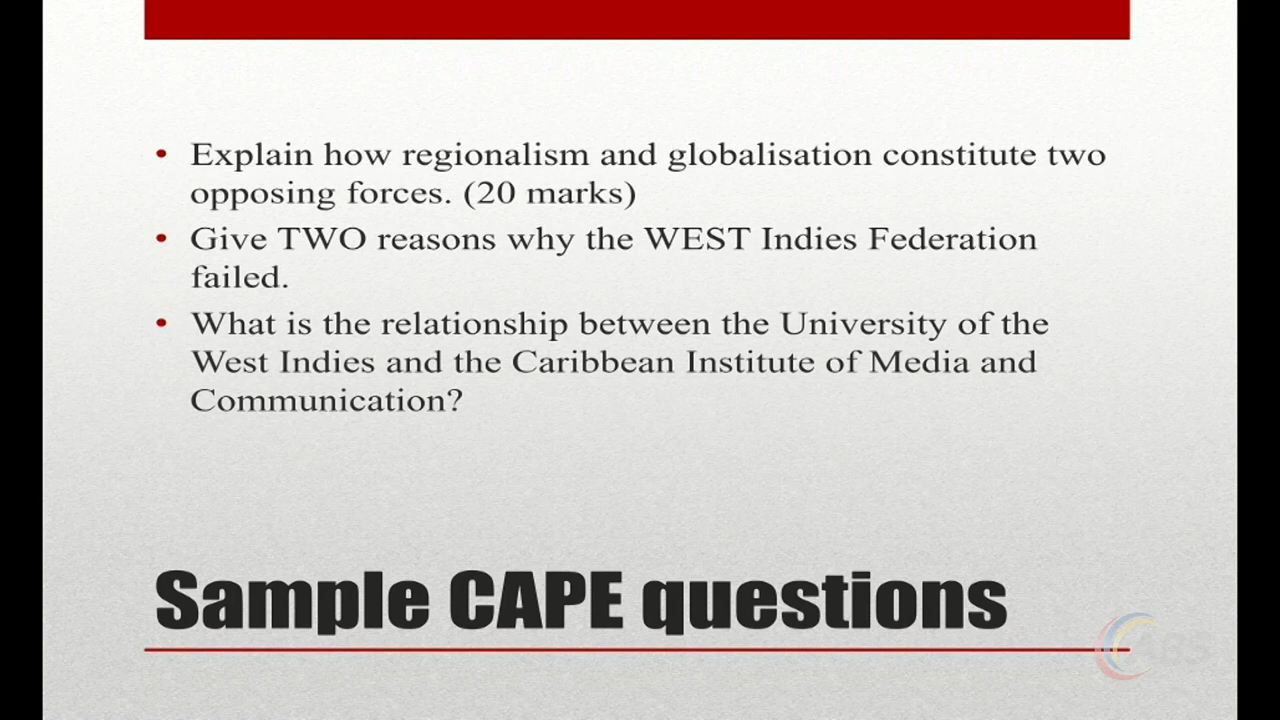 • Explain how regionalism and globalisation constitute two
opposing forces. (20 marks)
• Give TWO reasons why the WEST Indies Federation
failed.
• What is the relationship between the University of the
West Indies and the Caribbean Institute of Media and
Communication?
Sample CAPE questions
ABS